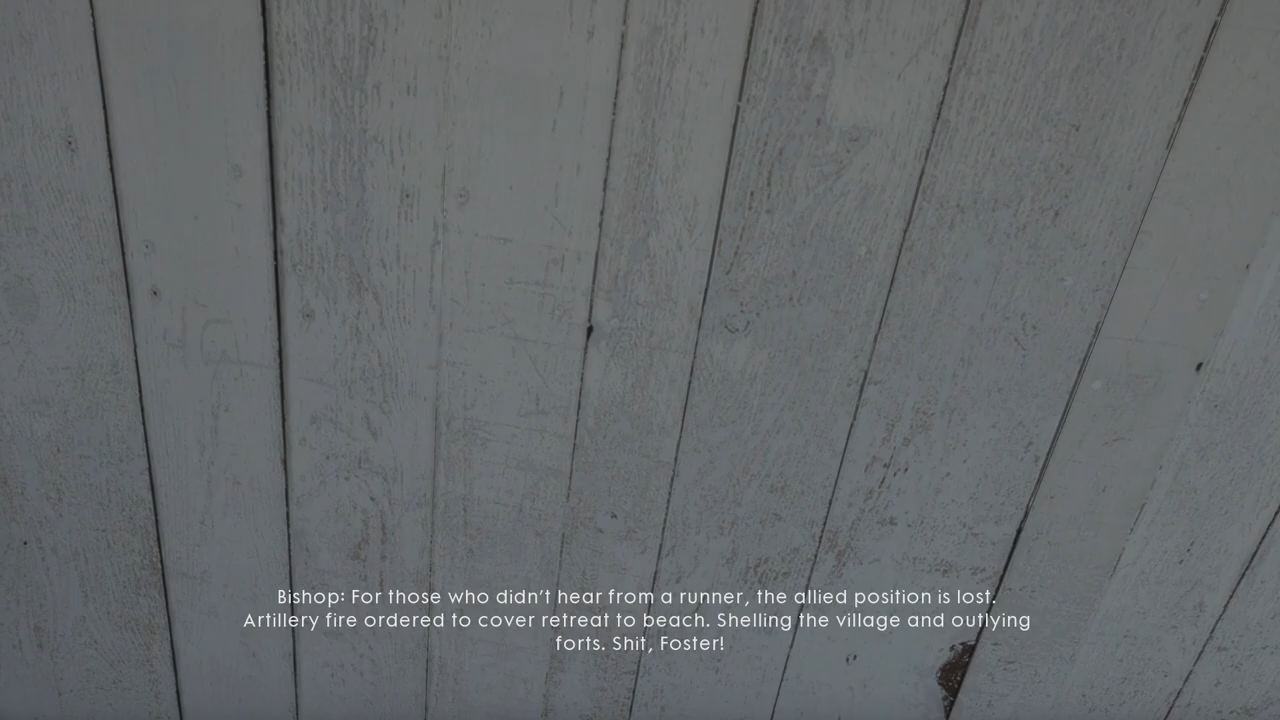 Bishop: For those who didn't hear from a runner, the allied position is lost.
Artillery fire ordered to cover retreat to beach. Shelling the village and outlying
forts. Shit, Foster!